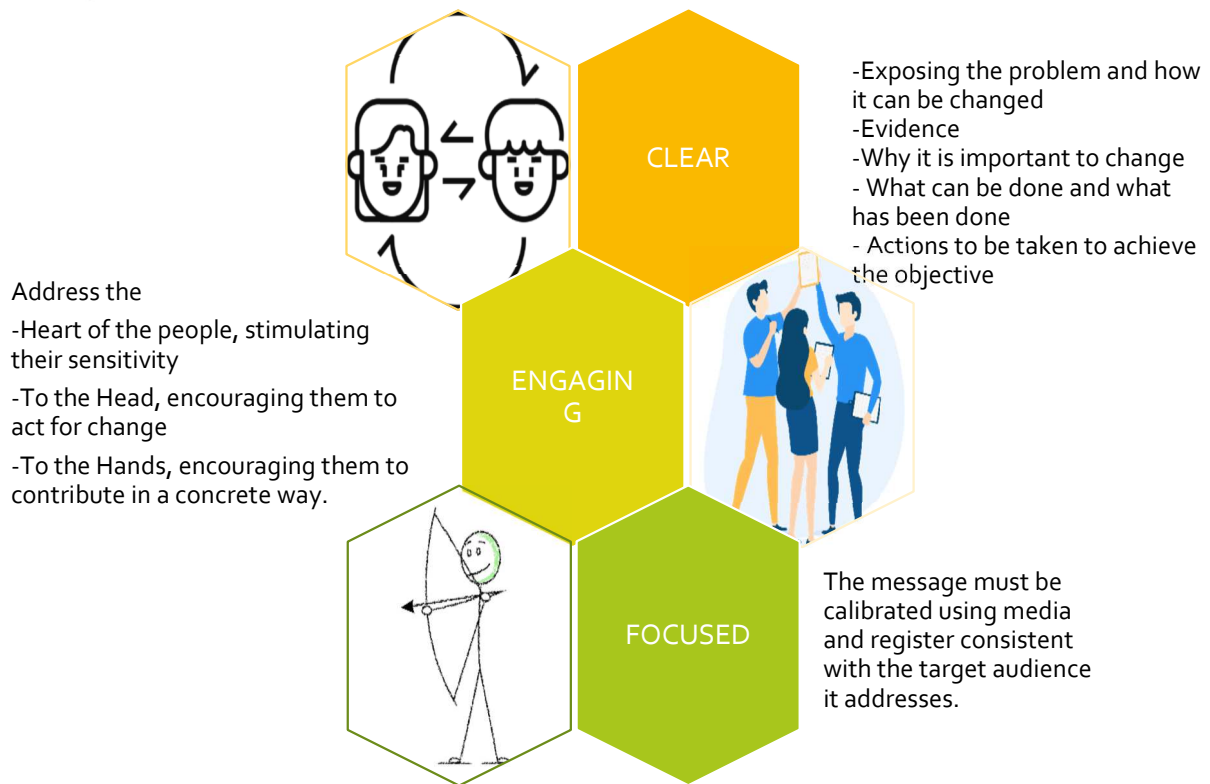 CLEAR
-Exposing the problem and how
it can be changed
-Evidence
-Why it is important to change
- What can be done and what
has been done
- Actions to be taken to achieve
the objective
Address the
-Heart of the people, stimulating
their sensitivity
-To the Head, encouraging them to
act for change
-To the Hands, encouraging them to
contribute in a concrete way.
ENGAGIN
G
FOCUSED
The message must be
calibrated using media
and register consistent
with the target audience
it addresses.